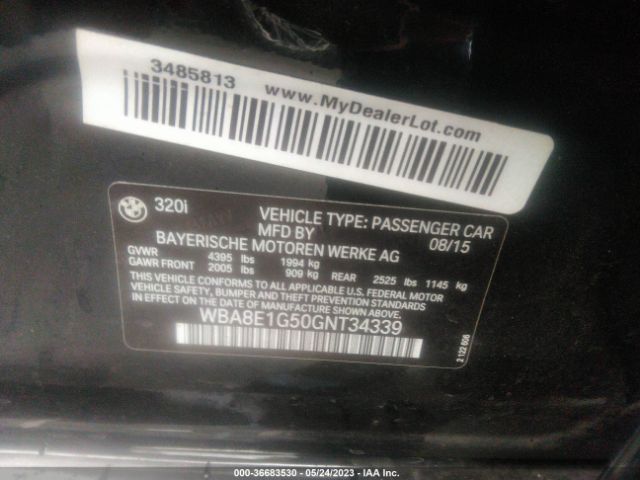 3485813
www.MyDealerLot.com
320i
VEHICLE TYPE: PASSENGER CAR
MFD BY 08/15
BAYERISCHE MOTOREN WERKE AG
GVWR 4395 lbs 1994 kg
GAWR FRONT 2005 lbs 909 kg REAR 2525 lbs 1145 kg
THIS VEHICLE CONFORMS TO ALL APPLICABLE U.S. FEDERAL MOTOR
VEHICLE SAFETY, BUMPER AND THEFT PREVENTION STANDARDS IN
EFFECT ON THE DATE OF MANUFACTURE SHOWN ABOVE.
WBA8E1G50GNT34339
000-36683530 - 05/24/2023 - IAA Inc.